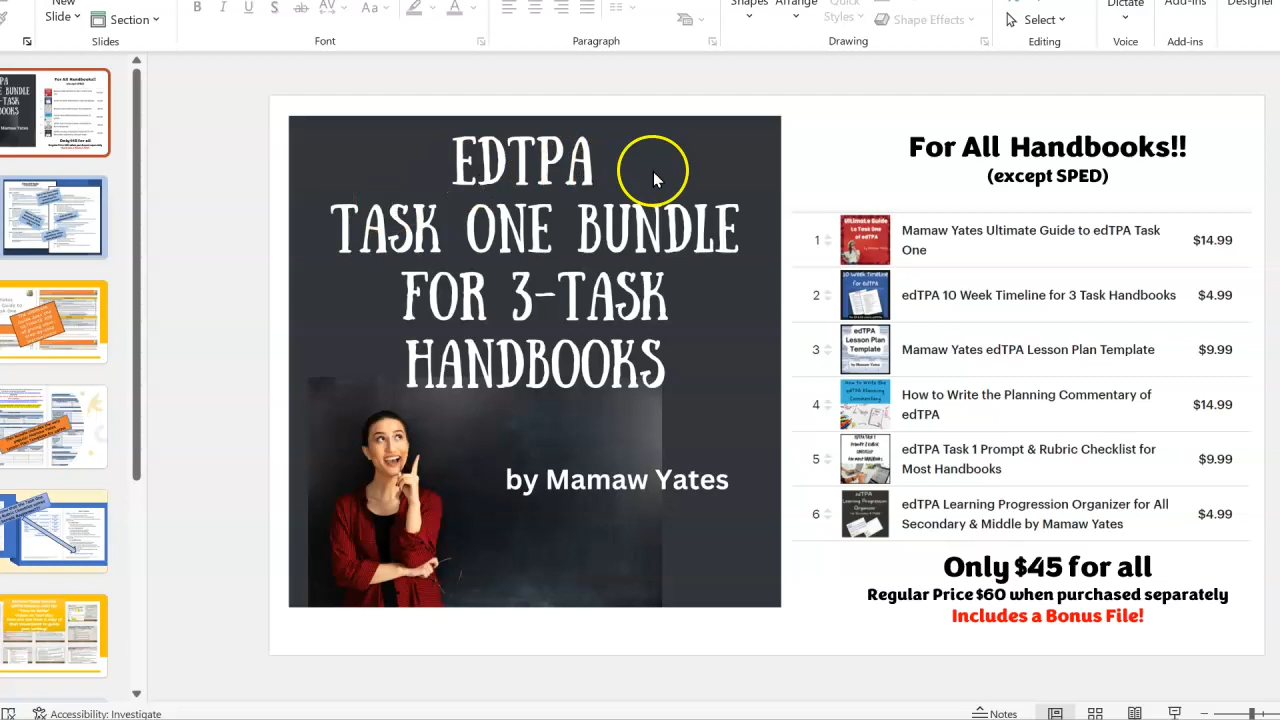 New
Slide
Section
Slides
B I U S ab Aa A
Font
Paragraph
Shapes
Arrange
Quick
Styles
Shape Effects
Drawing
Select
Editing
Dictate
Voice
Add-ins
Add-ins
Designer
EDTPA
TASK ONE BUNDLE
FOR 3-TASK
HANDBOOKS
by Mamaw Yates
For All Handbooks!!
(except SPED)
1 Mamaw Yates Ultimate Guide to edTPA Task
One
$14.99
2 edTPA 10 Week Timeline for 3 Task Handbooks $4.99
3 Mamaw Yates edTPA Lesson Plan Template $9.99
4 How to Write the Planning Commentary of
edTPA
$14.99
5 edTPA Task 1 Prompt & Rubric Checklist for
Most Handbooks
$9.99
6 edTPA Learning Progression Organizer for All
Secondary & Middle by Mamaw Yates
$4.99
Only $45 for all
Regular Price $60 when purchased separately
Includes a Bonus File!
Accessibility: Investigate
Notes